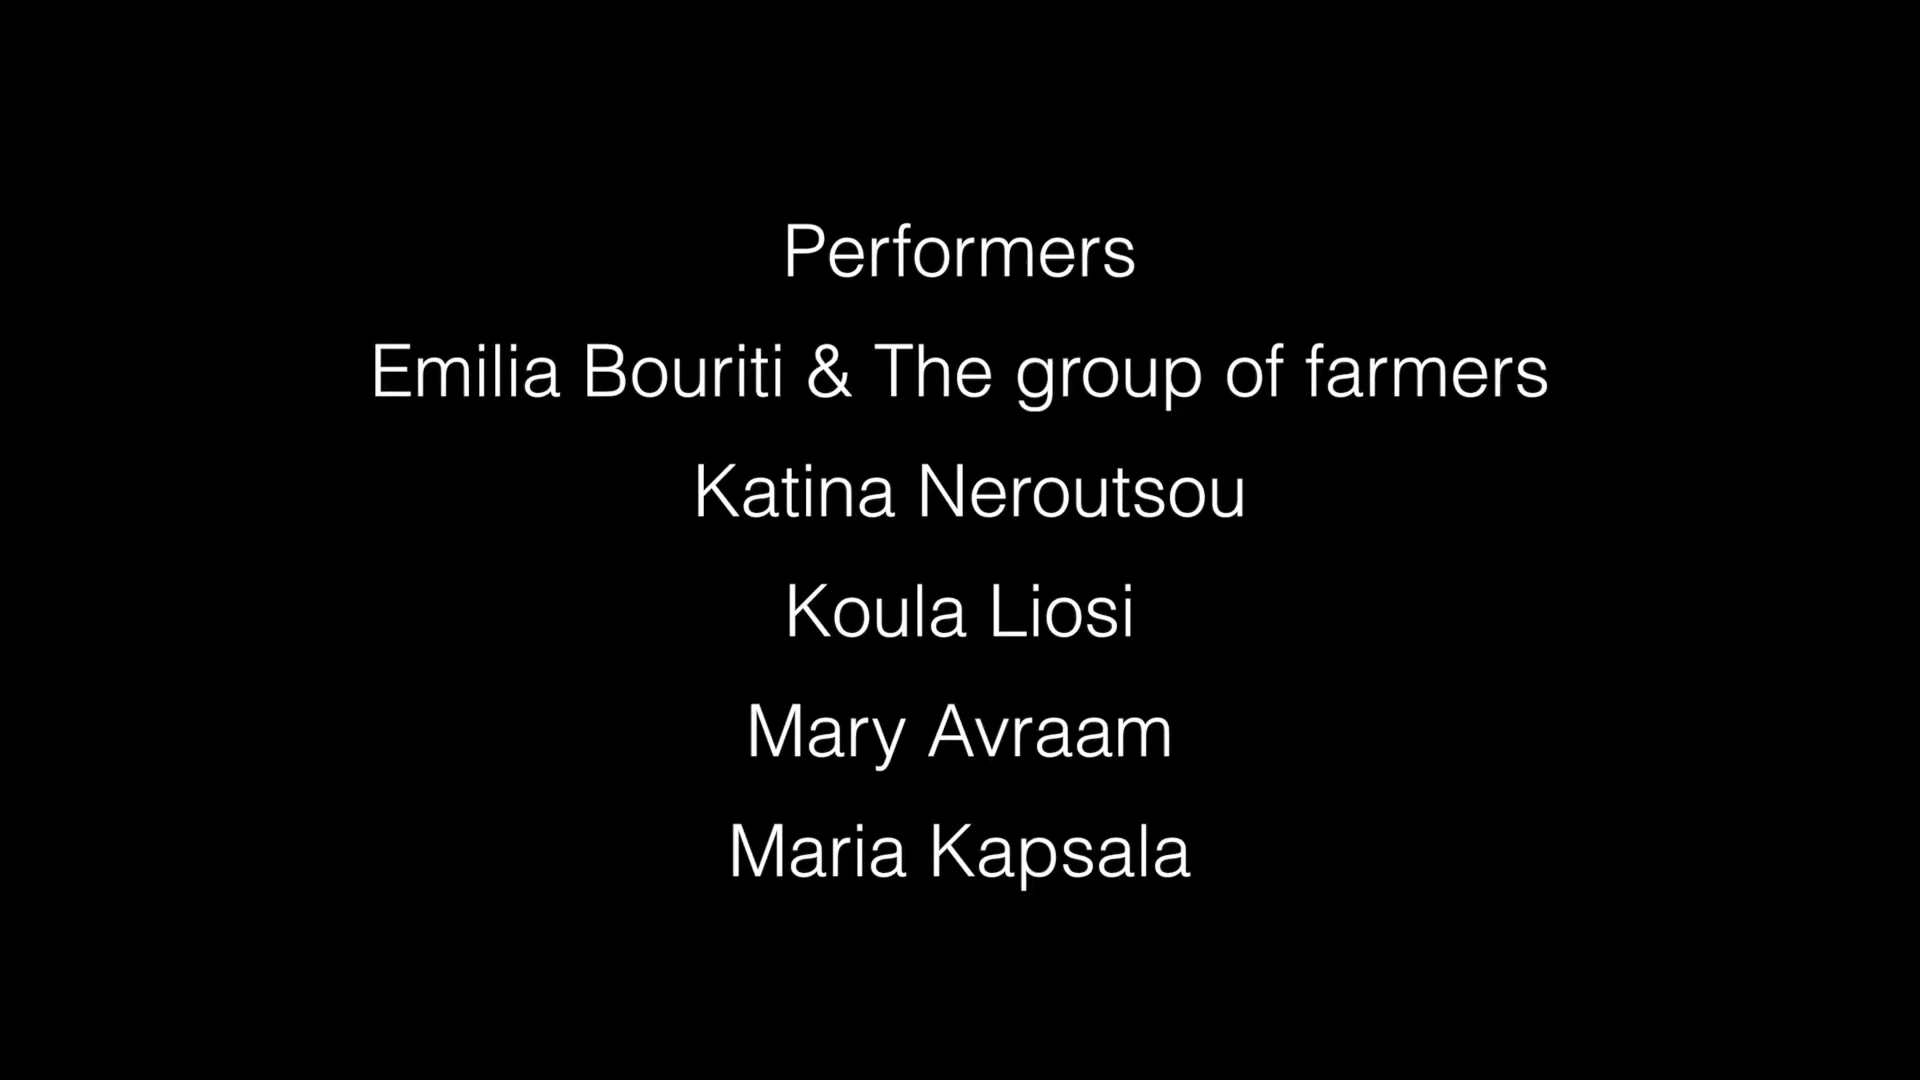 Performers
Emilia Bouriti & The group of farmers
Katina Neroutsou
Koula Liosi
Mary Avraam
Maria Kapsala